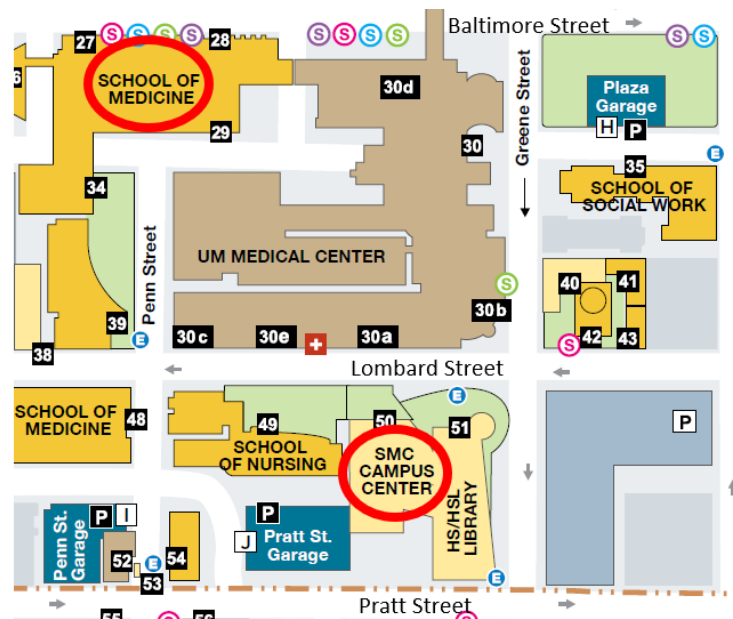 Baltimore Street
27
S
S
S
S
28
S
S
S
S
S
S
6
SCHOOL OF
MEDICINE
29
30d
30
Greene Street
Plaza
Garage
H
P
E
34
35
SCHOOL OF
SOCIAL WORK
UM MEDICAL CENTER
Penn Street
S
40
41
39
E
38
30c
30e
30a
30b
S
42
43
Lombard Street
SCHOOL OF
MEDICINE
48
49
SCHOOL
OF NURSING
50
SMC
CAMPUS
CENTER
E
51
HS/HSL
LIBRARY
P
Penn St.
Garage
P
I
52
E
53
54
P
J
Pratt St.
Garage
E
Pratt Street
S
S